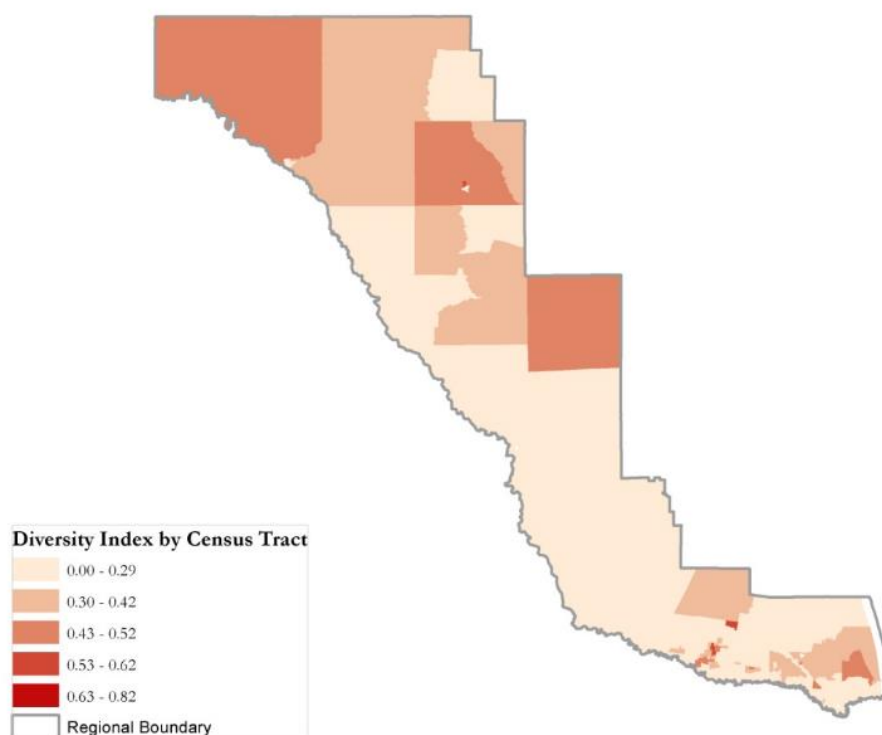 Diversity Index by Census Tract
0.00 - 0.29
0.30 - 0.42
0.43 - 0.52
0.53 - 0.62
0.63 - 0.82
Regional Boundary